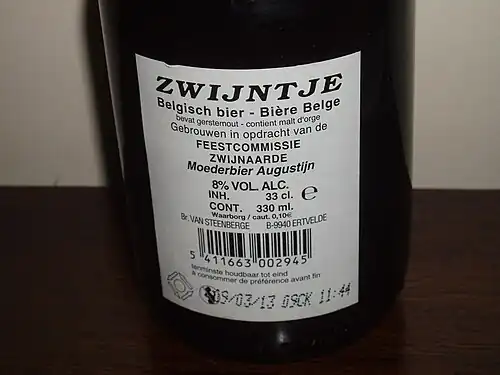 ZWIJNTJE
Belgisch bier - Bière Belge
bevat gerstemout - contient malt d'orge
Gebrouwen in opdracht van de
FEESTCOMMISSIE
ZWIJNAARDE
Moederbier Augustijn
8% VOL. ALC.
INH. 33 cl. e
CONT. 330 ml.
Waarborg / caut. 0,10€
Br. VAN STEENBERGE B-9940 ERTVELDE
5 411663 002945
tenminste houdbaar tot eind
à consommer de préférence avant fin
09/03/13 09CK 11:44